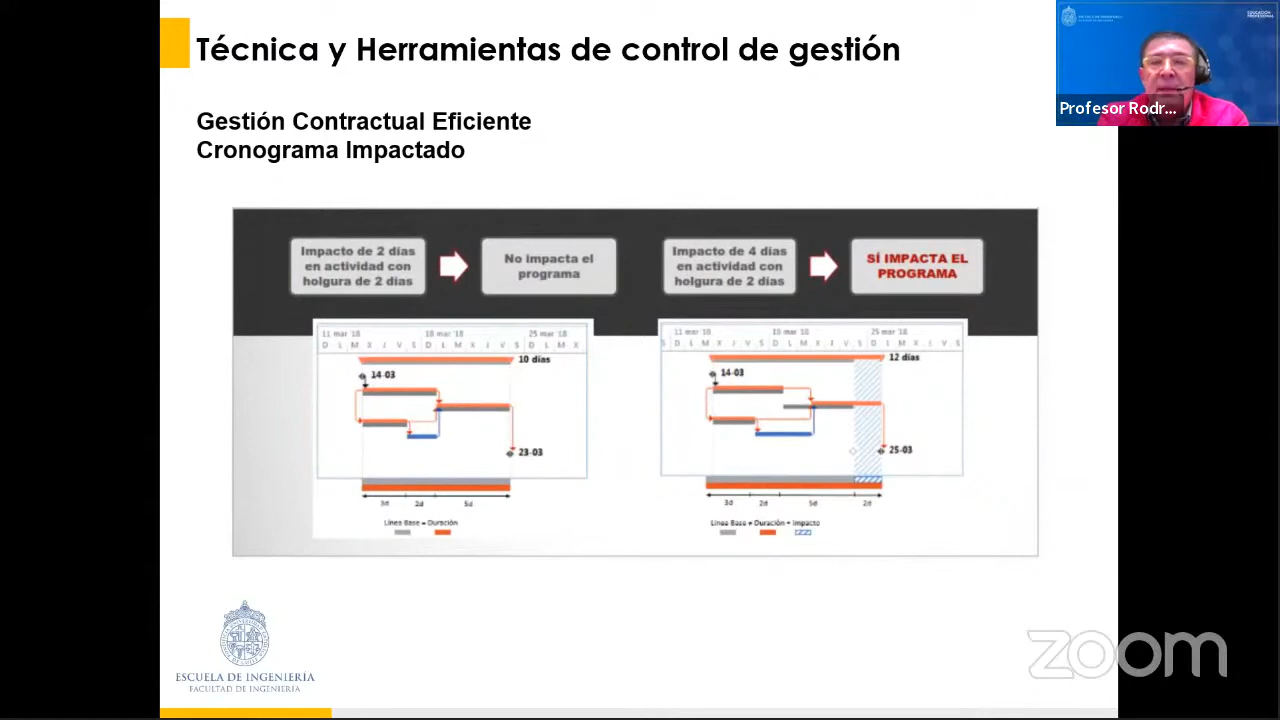 Técnica y Herramientas de control de gestión
Profesor Rodr...
Gestión Contractual Eficiente
Cronograma Impactado
Impacto de 2 días
en actividad con
holgura de 2 días
No impacta el
programa
Impacto de 4 días
en actividad con
holgura de 2 días
SÍ IMPACTA EL
PROGRAMA
11 mar '18 18 mar '18 25 mar '18
D L M X J V S D L M X J V S D L M X
10 días
14-03
23-03
3d 2d 5d
Línea Base = Duración
11 mar '18 18 mar '18 25 mar '18
S D L M X J V S D L M X J V S D L M X J V S
12 días
14-03
25-03
3d 2d 5d 2d
Línea Base ≠ Duración + Impacto
ESCUELA DE INGENIERÍA
FACULTAD DE INGENIERÍA
zoom